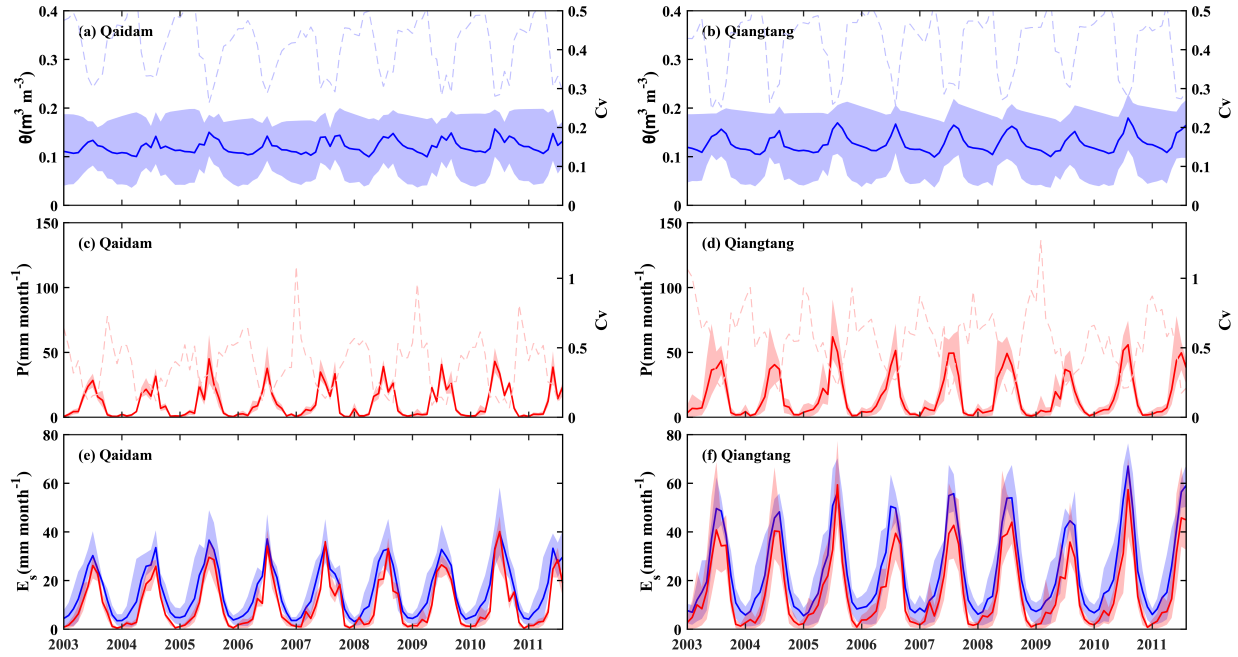 (a) Qaidam
θ(m³ m⁻³)
0.4
0.3
0.2
0.1
0
0.5
0.4
0.3
0.2
0.1
0
Cv
(b) Qiangtang
θ(m³ m⁻³)
0.4
0.3
0.2
0.1
0
0.5
0.4
0.3
0.2
0.1
0
Cv
(c) Qaidam
P(mm month⁻¹)
150
100
50
0
1
0.5
0
Cv
(d) Qiangtang
P(mm month⁻¹)
150
100
50
0
1
0.5
0
Cv
(e) Qaidam
Eₛ(mm month⁻¹)
80
60
40
20
0
2003 2004 2005 2006 2007 2008 2009 2010 2011
(f) Qiangtang
Eₛ(mm month⁻¹)
80
60
40
20
0
2003 2004 2005 2006 2007 2008 2009 2010 2011